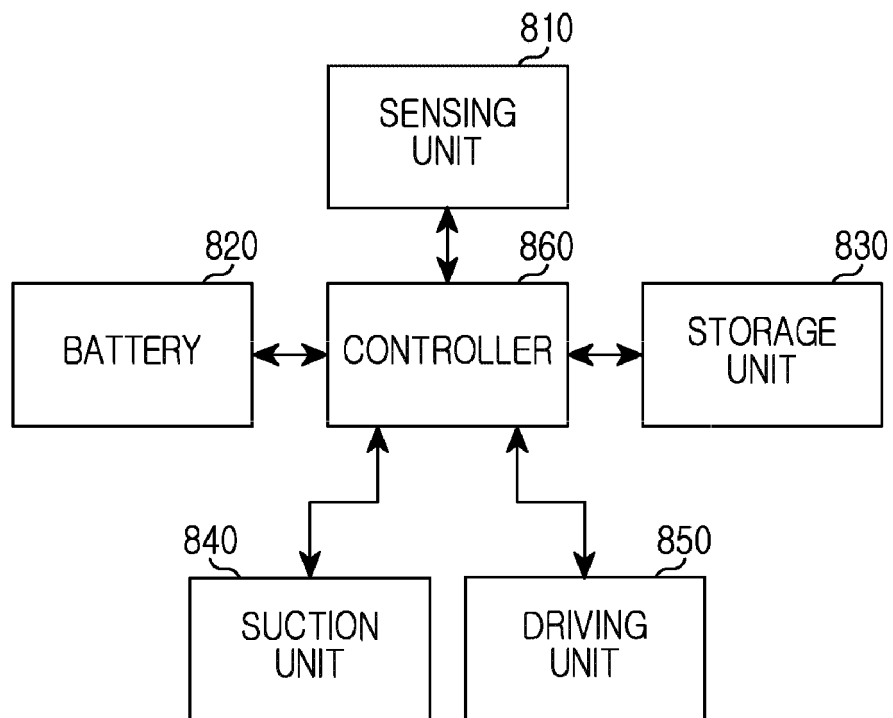 810
SENSING
UNIT
820
860
830
BATTERY
CONTROLLER
STORAGE
UNIT
840
850
SUCTION
UNIT
DRIVING
UNIT